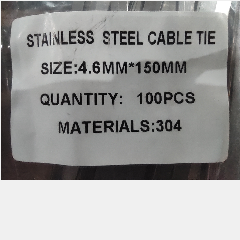 STAINLESS STEEL CABLE TIE
SIZE:4.6MM*150MM
QUANTITY: 100PCS
MATERIALS:304